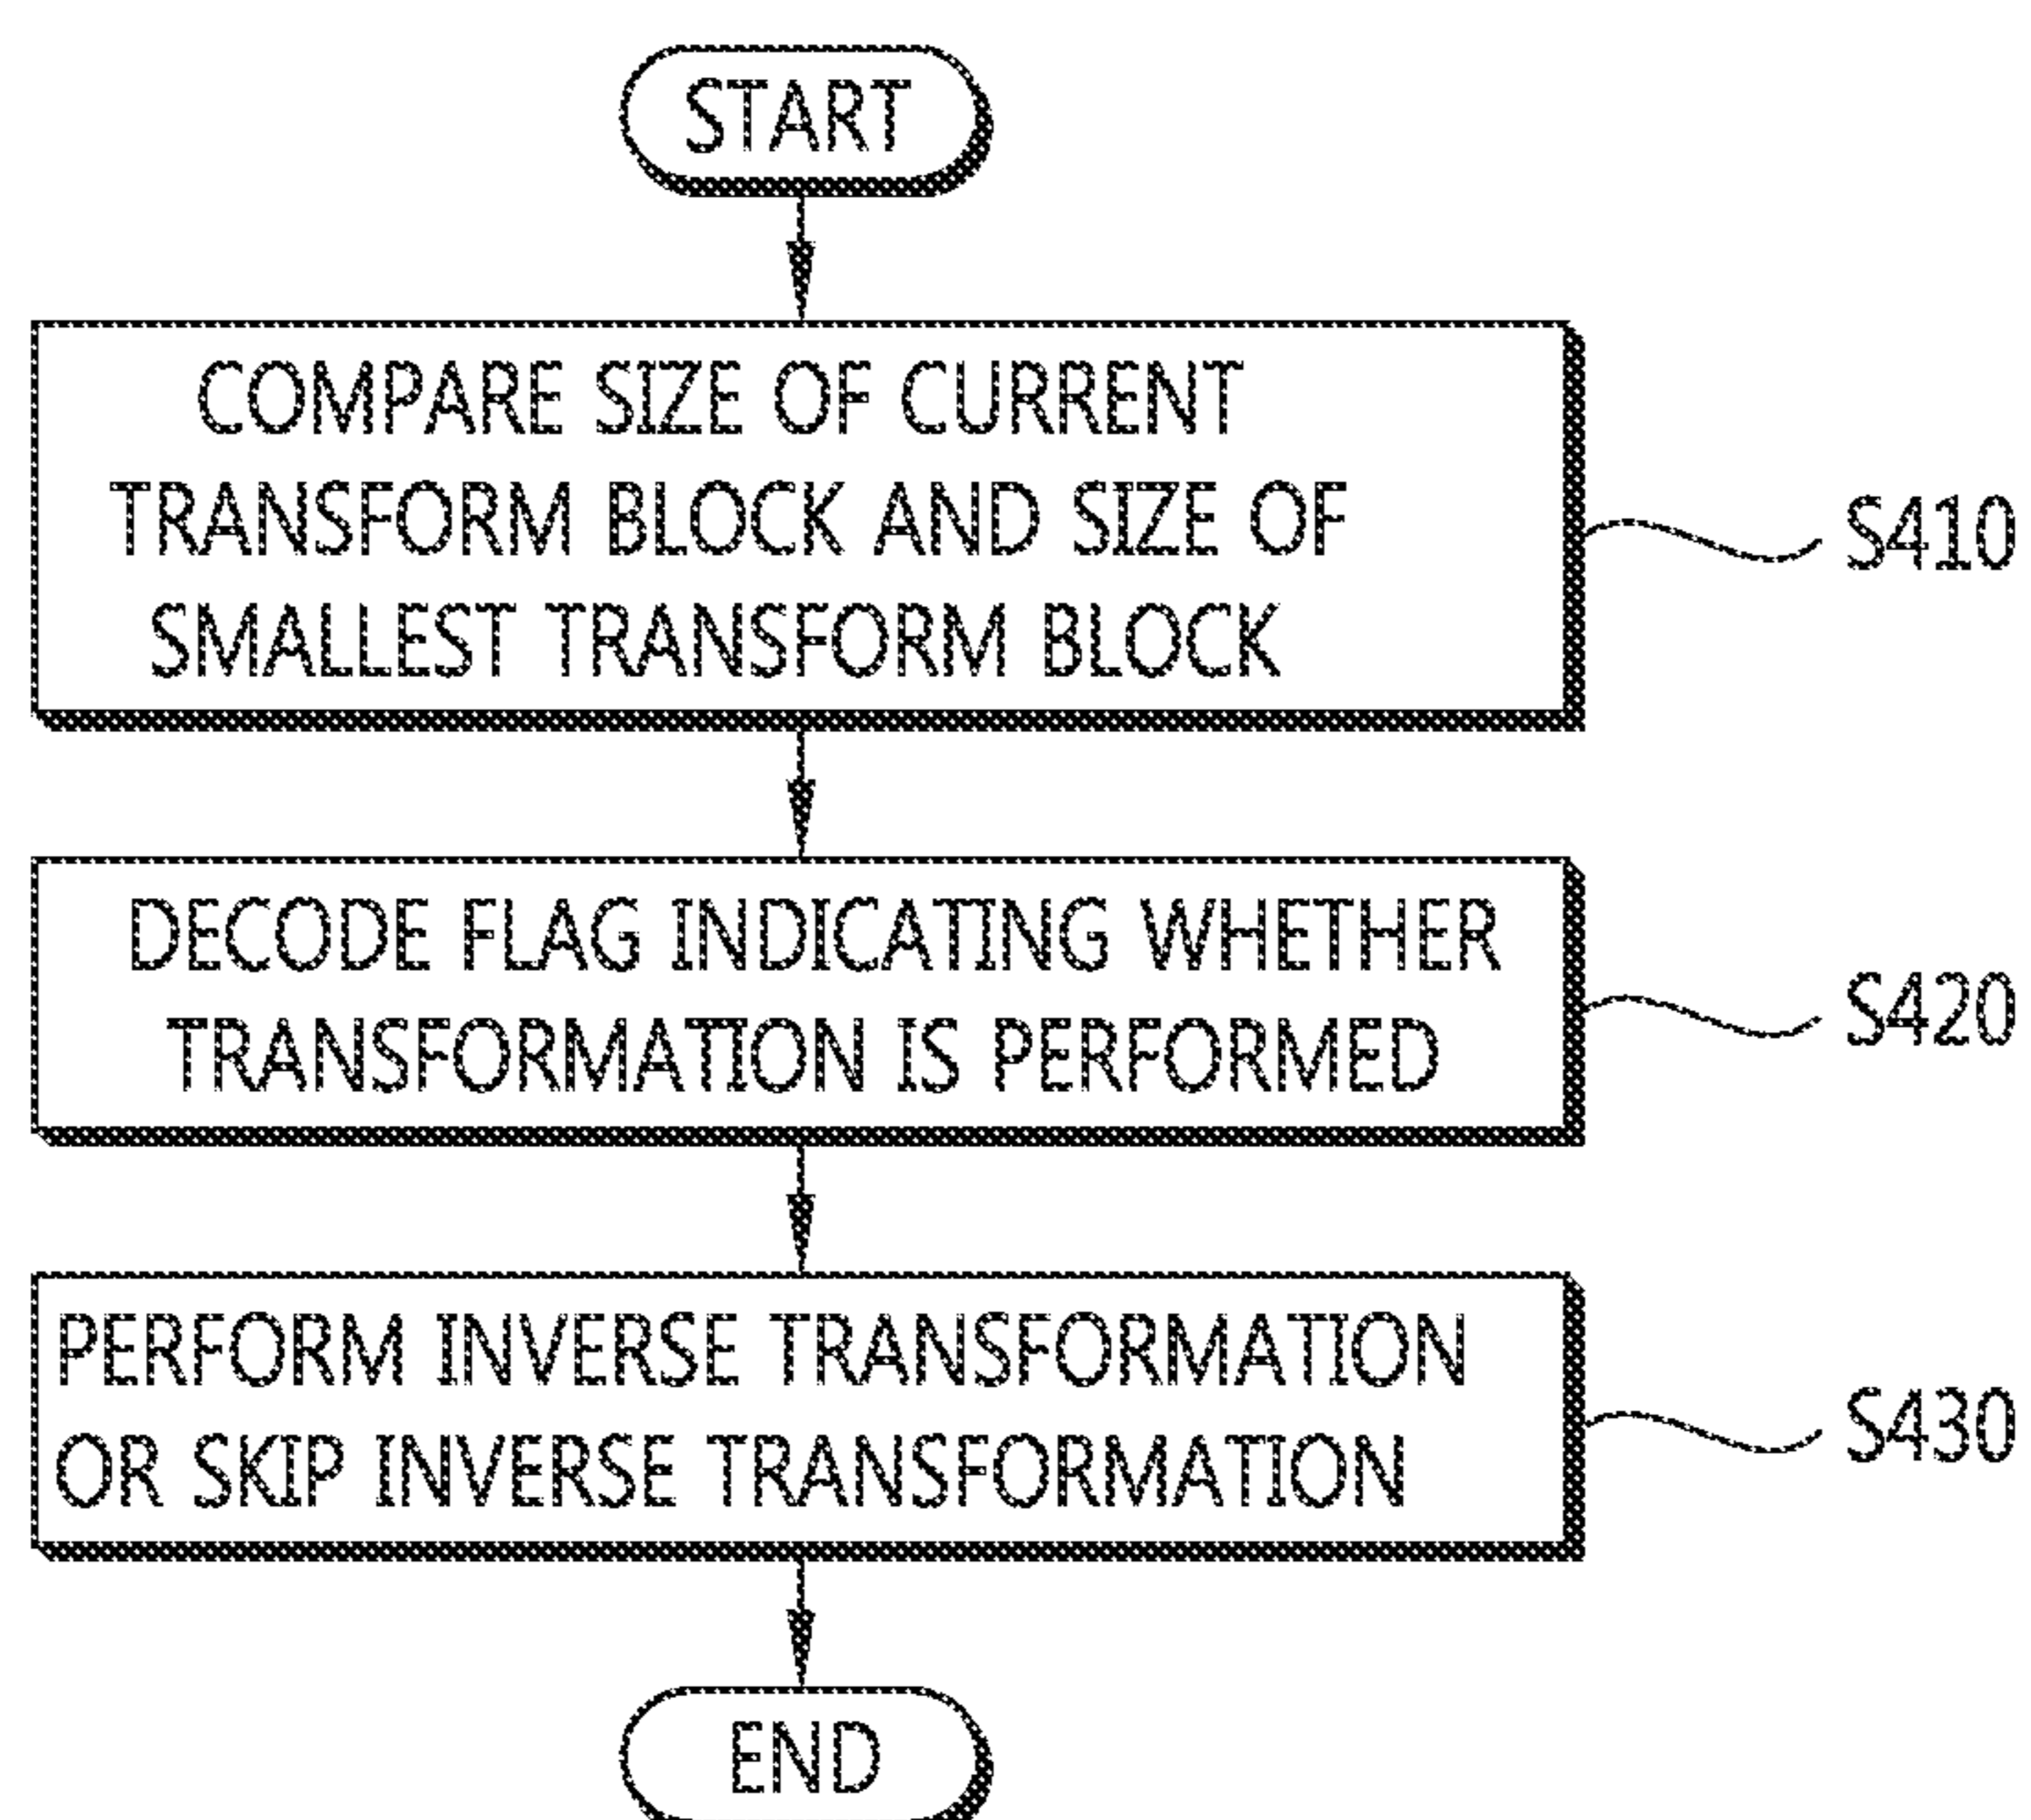 START
COMPARE SIZE OF CURRENT
TRANSFORM BLOCK AND SIZE OF
SMALLEST TRANSFORM BLOCK
S410
DECODE FLAG INDICATING WHETHER
TRANSFORMATION IS PERFORMED
S420
PERFORM INVERSE TRANSFORMATION
OR SKIP INVERSE TRANSFORMATION
S430
END